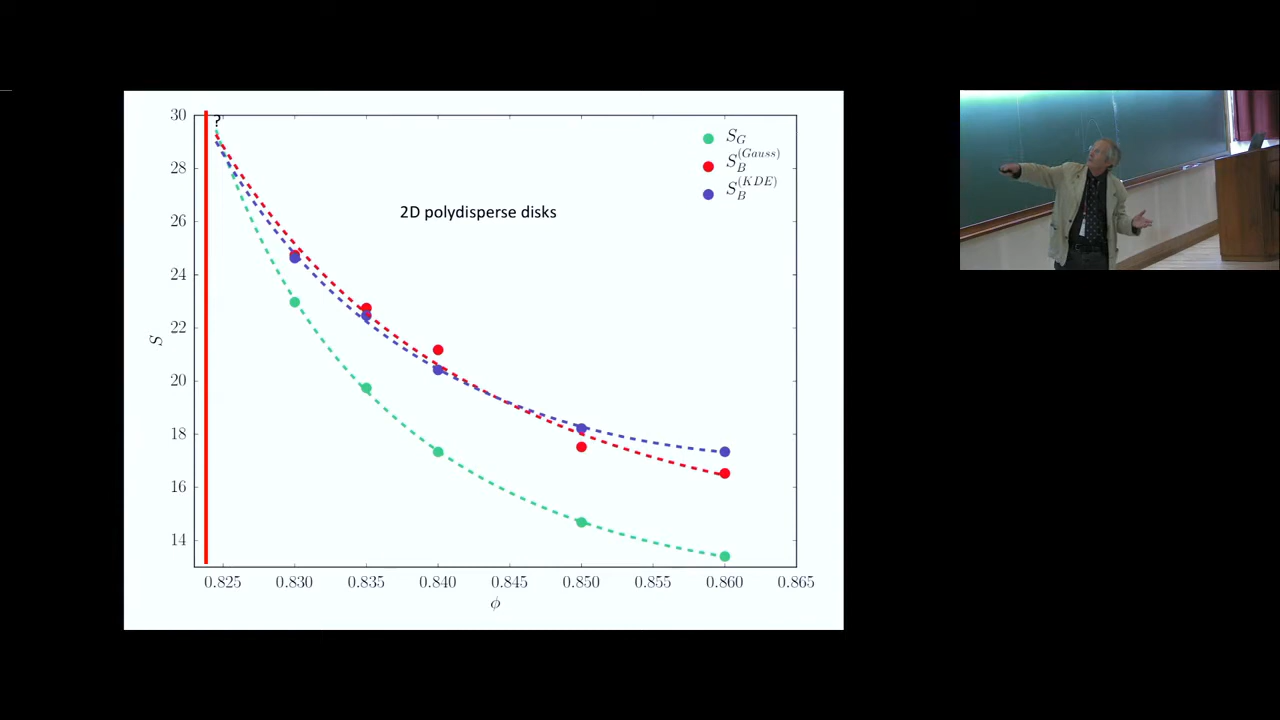 30
28
26
24
22
20
18
16
14
S
?
2D polydisperse disks
S_G
S_B^{(Gauss)}
S_B^{(KDE)}
0.825 0.830 0.835 0.840 0.845 0.850 0.855 0.860 0.865
ϕ